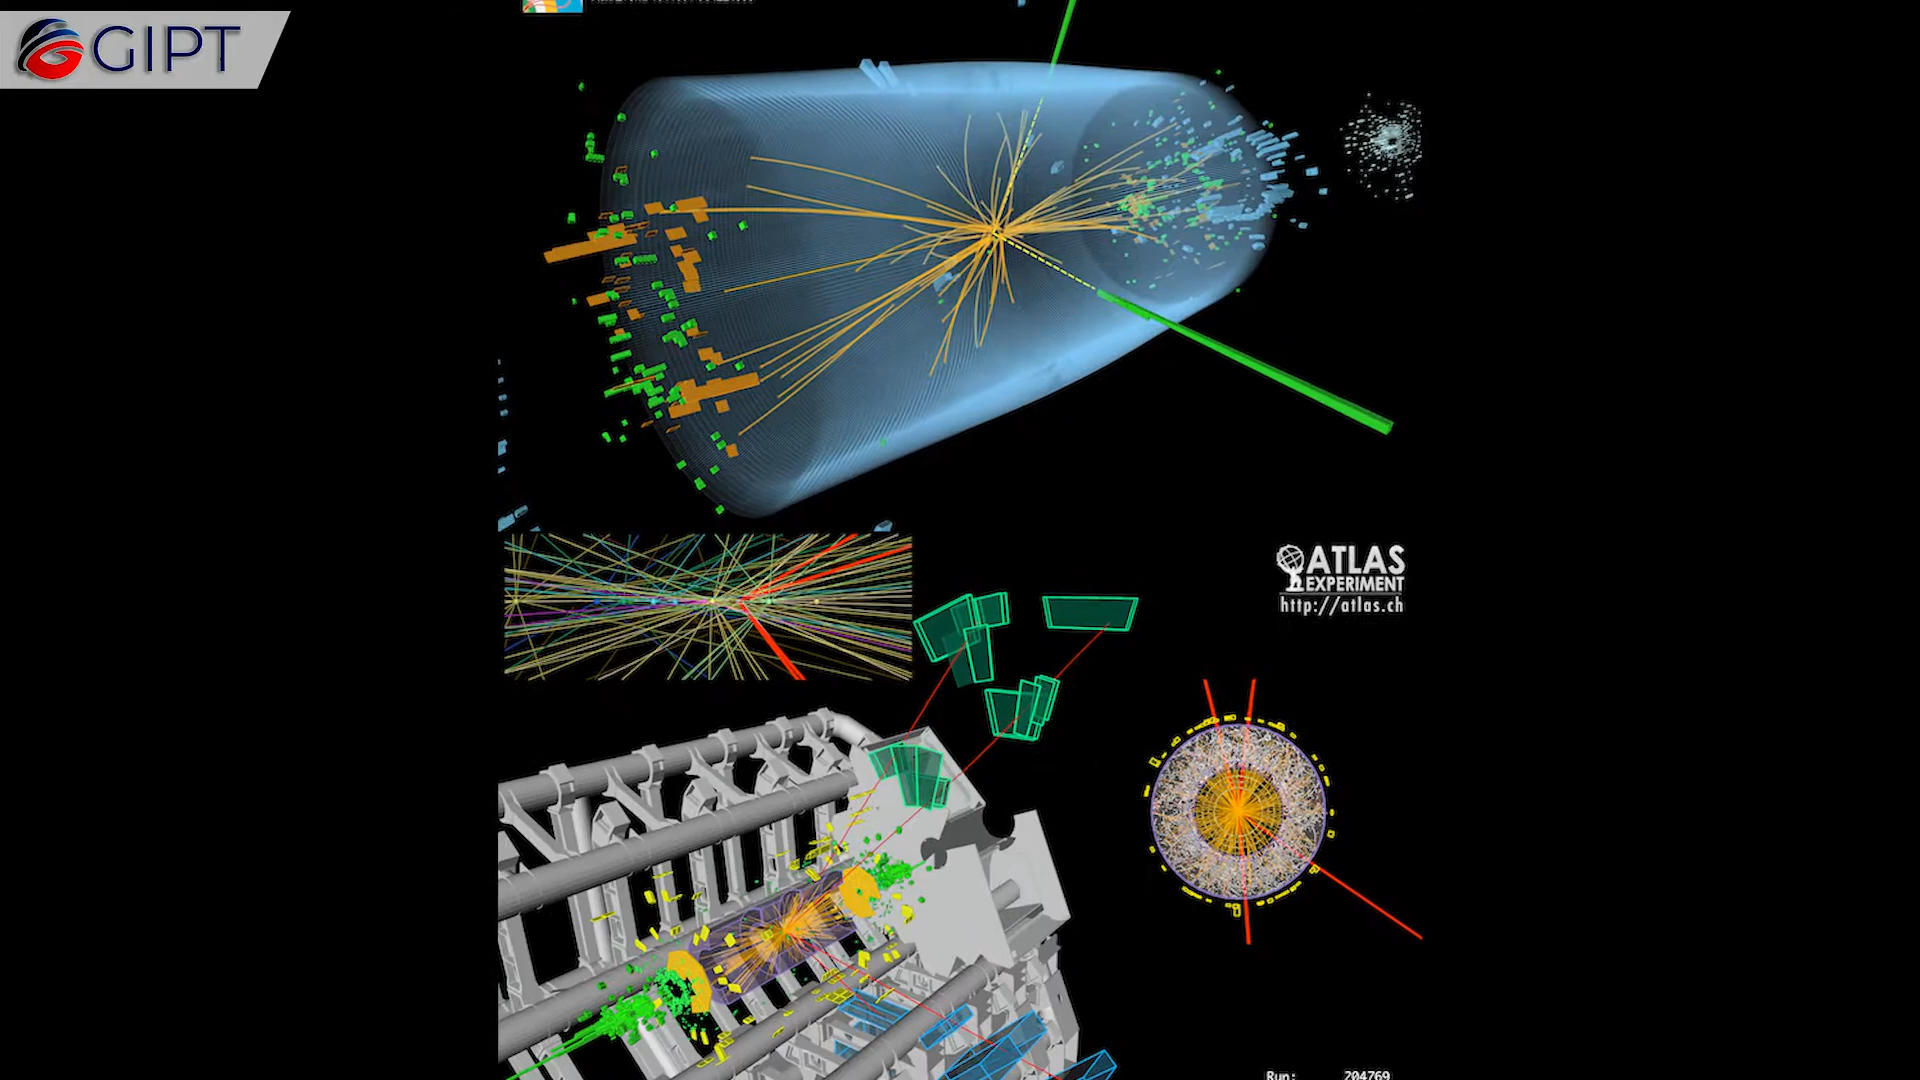 GIPT
ATLAS
EXPERIMENT
http://atlas.ch
Run: 204769